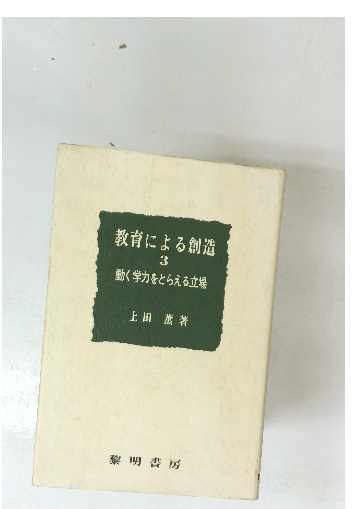 教育による創造
3
動く学力をとらえる立場
上田 薫 著
黎明書房